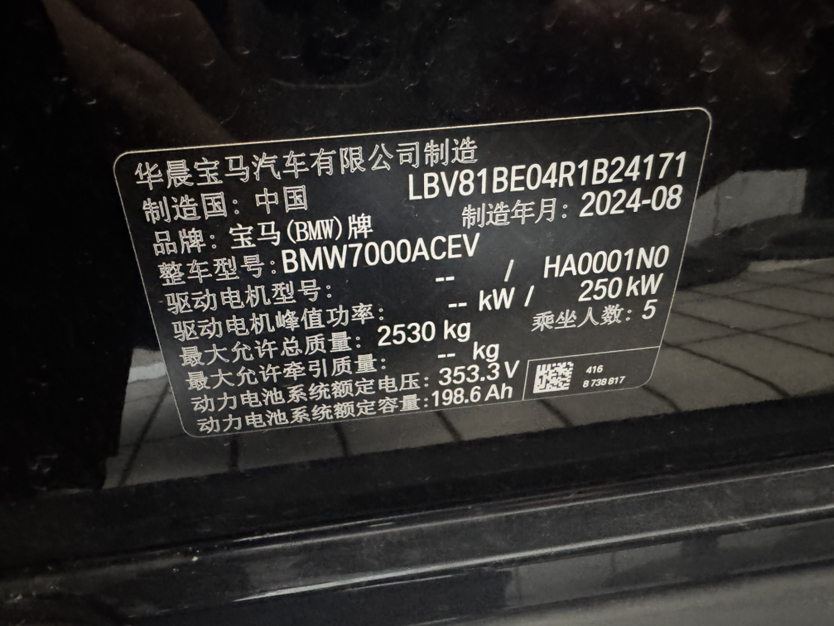 华晨宝马汽车有限公司制造
LBV81BE04R1B24171
制造国：中国
制造年月：2024-08
品牌：宝马(BMW)牌
整车型号：BMW7000ACEV
驱动电机型号： -- / HA0001N0
驱动电机峰值功率： -- kW / 250 kW
最大允许总质量： 2530 kg
乘坐人数：5
最大允许牵引质量： -- kg
动力电池系统额定电压：353.3 V
动力电池系统额定容量：198.6 Ah
416
8 738 817